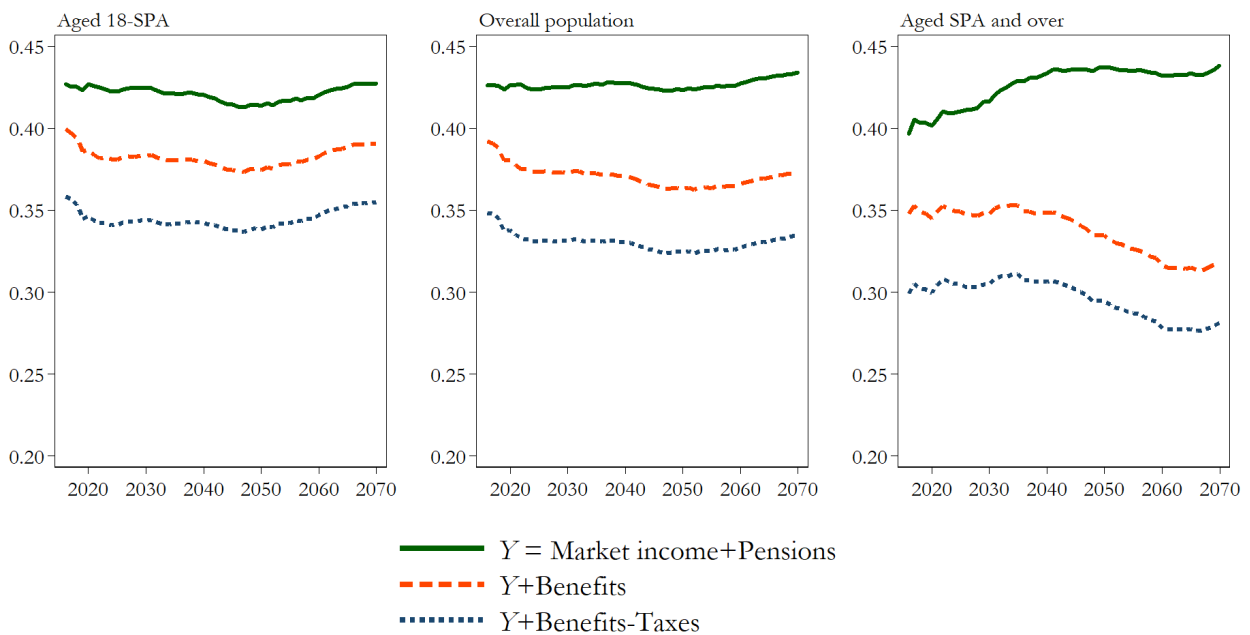 Aged 18-SPA
Overall population
Aged SPA and over
0.45
0.40
0.35
0.30
0.25
0.20
2020 2030 2040 2050 2060 2070
0.45
0.40
0.35
0.30
0.25
0.20
2020 2030 2040 2050 2060 2070
0.45
0.40
0.35
0.30
0.25
0.20
2020 2030 2040 2050 2060 2070
Y = Market income+Pensions
Y+Benefits
Y+Benefits-Taxes